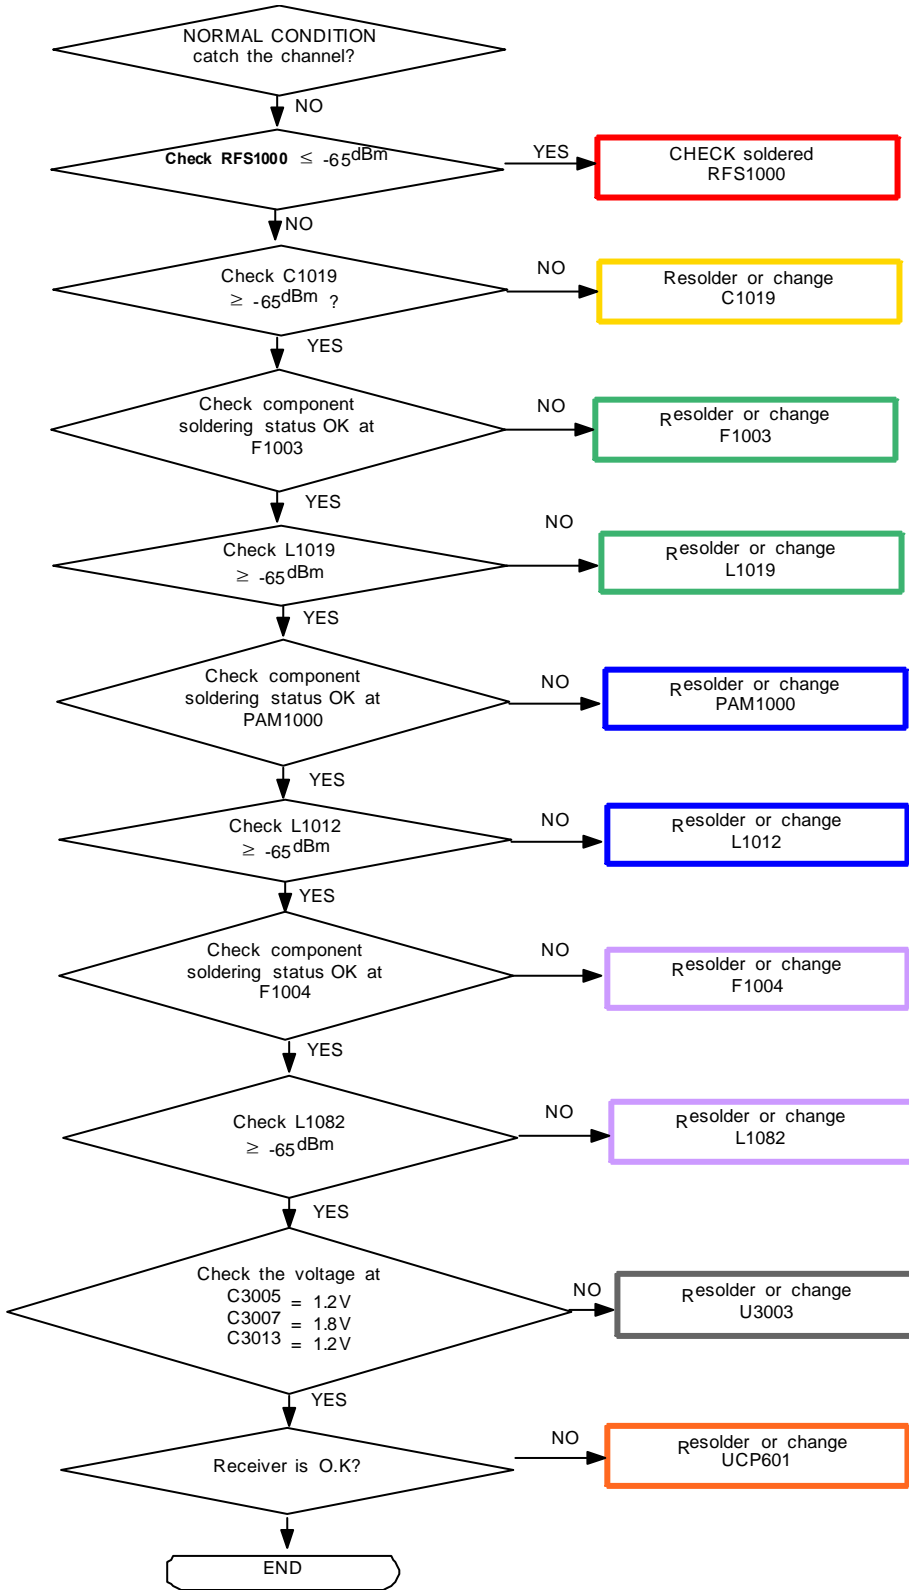 NORMAL CONDITION
catch the channel?
NO
Check RFS1000 ≤ -65dBm
YES
CHECK soldered
RFS1000
NO
Check C1019
≥ -65dBm ?
NO
Resolder or change
C1019
YES
Check component
soldering status OK at
F1003
NO
Resolder or change
F1003
YES
Check L1019
≥ -65dBm
NO
Resolder or change
L1019
YES
Check component
soldering status OK at
PAM1000
NO
Resolder or change
PAM1000
YES
Check L1012
≥ -65dBm
NO
Resolder or change
L1012
YES
Check component
soldering status OK at
F1004
NO
Resolder or change
F1004
YES
Check L1082
≥ -65dBm
NO
Resolder or change
L1082
YES
Check the voltage at
C3005 = 1.2V
C3007 = 1.8V
C3013 = 1.2V
NO
Resolder or change
U3003
YES
Receiver is O.K?
NO
Resolder or change
UCP601
END